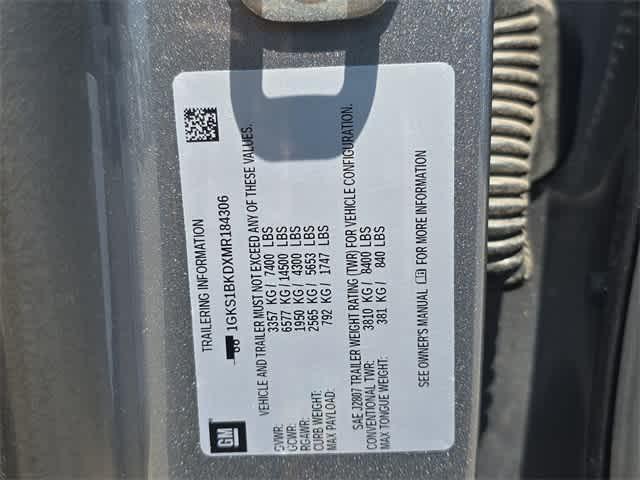 TRAILERING INFORMATION
1GKS1BKDXMR184306
VEHICLE AND TRAILER MUST NOT EXCEED ANY OF THESE VALUES.
GVWR: 3357 KG / 7400 LBS
GCWR: 6577 KG / 14500 LBS
RGAWR: 1950 KG / 4300 LBS
CURB WEIGHT: 2565 KG / 5653 LBS
MAX PAYLOAD: 792 KG / 1747 LBS
SAE J2807 TRAILER WEIGHT RATING (TWR) FOR VEHICLE CONFIGURATION.
CONVENTIONAL TWR: 3810 KG / 8400 LBS
MAX TONGUE WEIGHT: 381 KG / 840 LBS
SEE OWNER'S MANUAL FOR MORE INFORMATION
GM